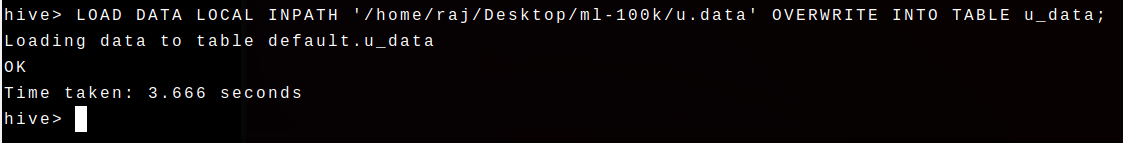 hive> LOAD DATA LOCAL INPATH '/home/raj/Desktop/ml-100k/u.data' OVERWRITE INTO TABLE u_data;
Loading data to table default.u_data
OK
Time taken: 3.666 seconds
hive>